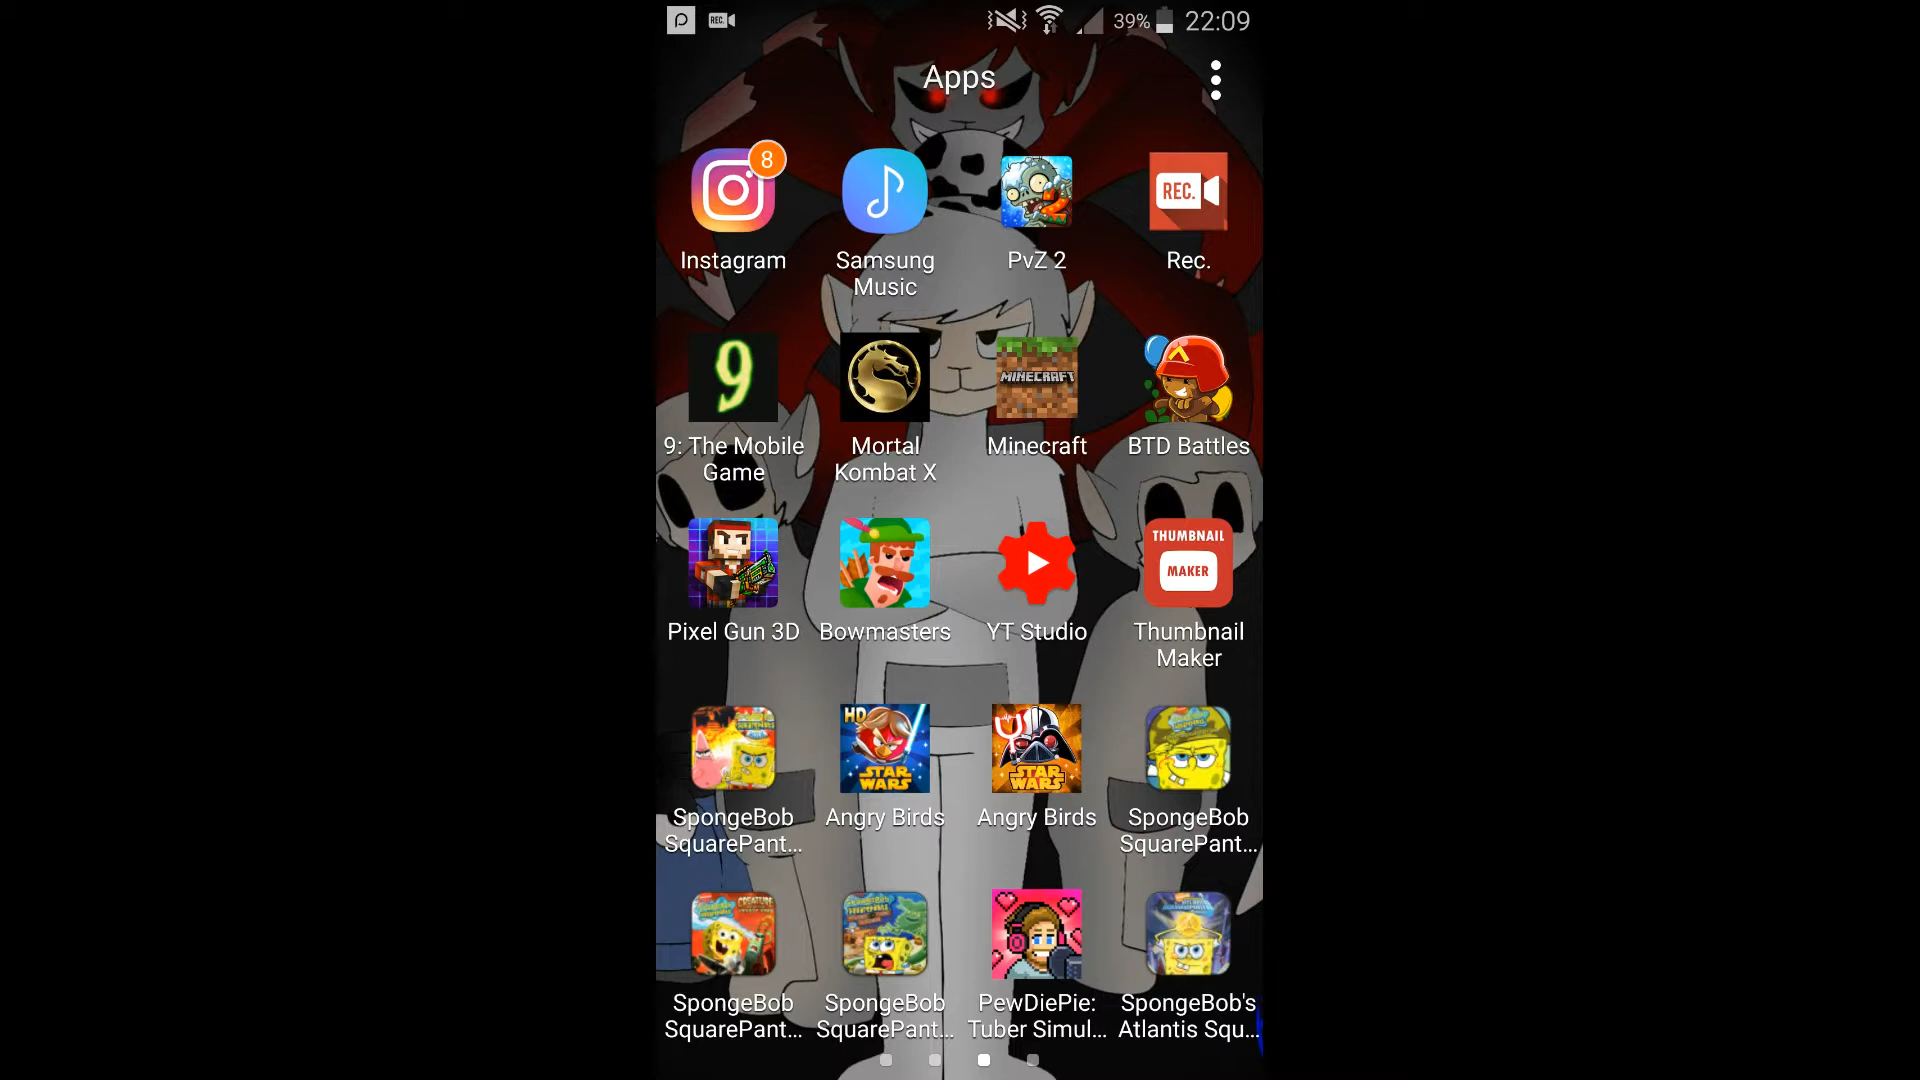 REC.
39% 22:09
Apps
8
REC.
Instagram
Samsung
Music
PvZ 2
Rec.
9
MINECRAFT
9: The Mobile
Game
Mortal
Kombat X
Minecraft
BTD Battles
THUMBNAIL
MAKER
Pixel Gun 3D
Bowmasters
YT Studio
Thumbnail
Maker
HD
STAR
WARS
STAR
WARS
SpongeBob
SquarePant...
Angry Birds
Angry Birds
SpongeBob
SquarePant...
CREATURE
SpongeBob
SquarePant...
SpongeBob
SquarePant...
PewDiePie:
Tuber Simul...
SpongeBob's
Atlantis Squ...